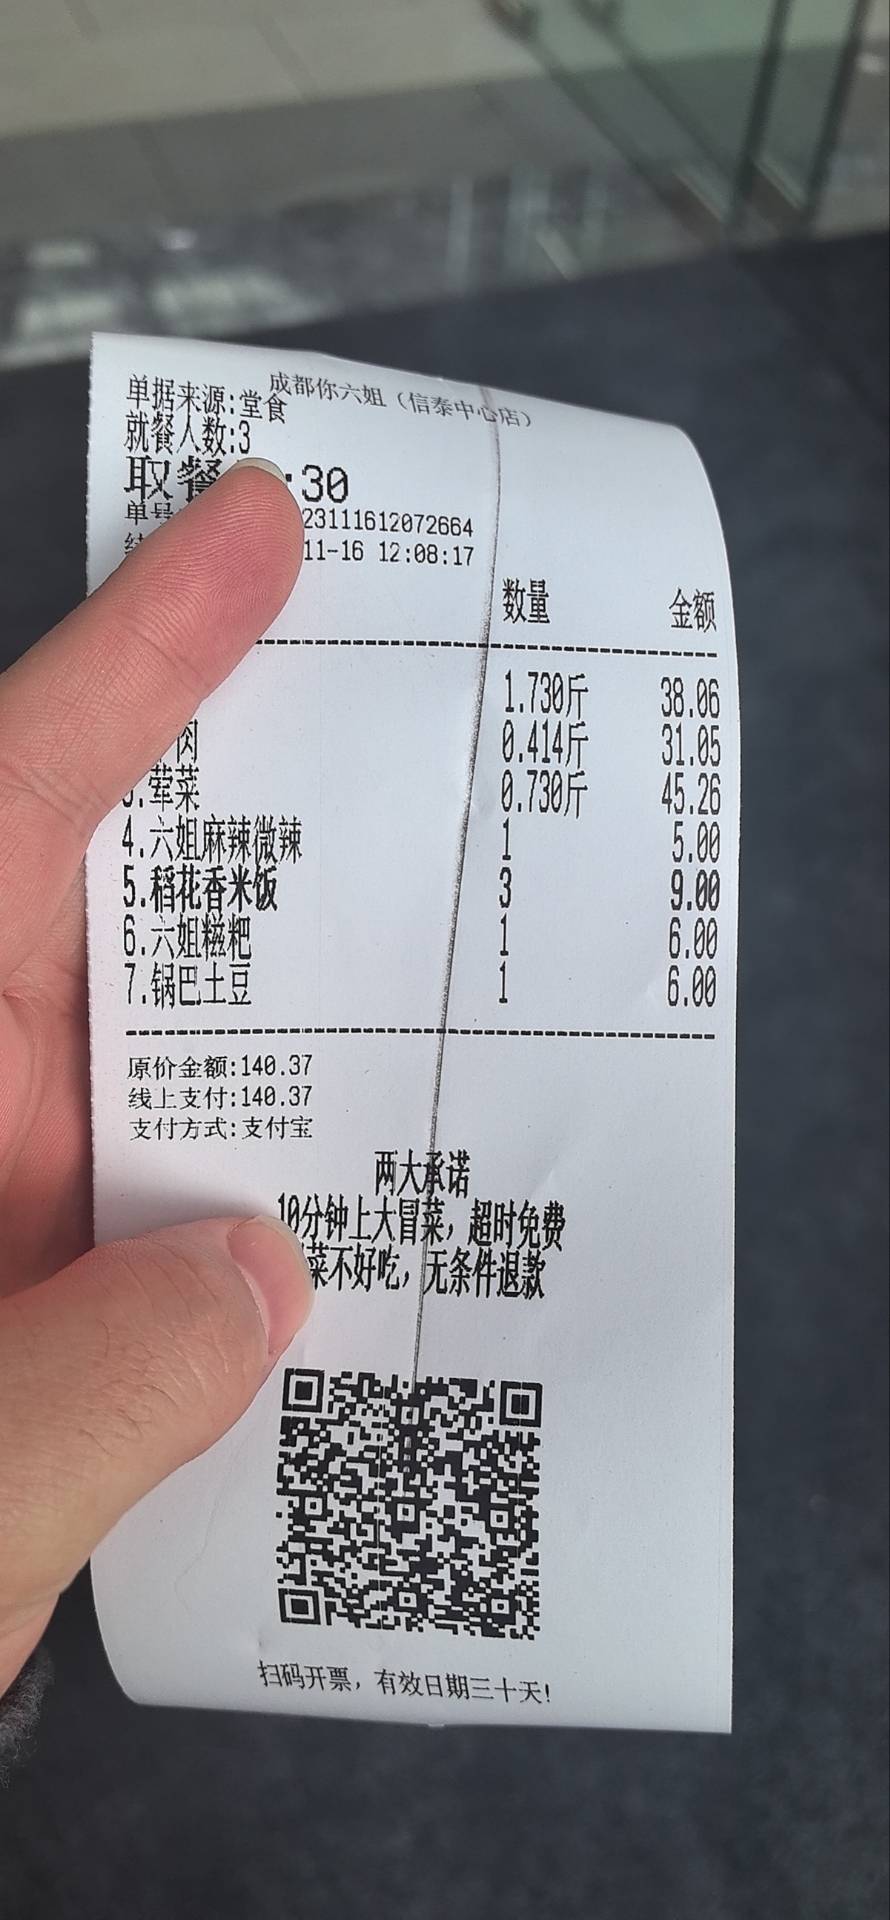 成都你六姐（信泰中心店）
单据来源:堂食
就餐人数:3
取餐 :30
单号 23111612072664
11-16 12:08:17
数量 金额
1.730斤 38.06
肉 0.414斤 31.05
3.荤菜 0.730斤 45.26
4.六姐麻辣微辣 1 5.00
5.稻花香米饭 3 9.00
6.六姐糍粑 1 6.00
7.锅巴土豆 1 6.00
原价金额:140.37
线上支付:140.37
支付方式:支付宝
两大承诺
10分钟上大冒菜，超时免费
菜不好吃，无条件退款
扫码开票，有效日期三十天!